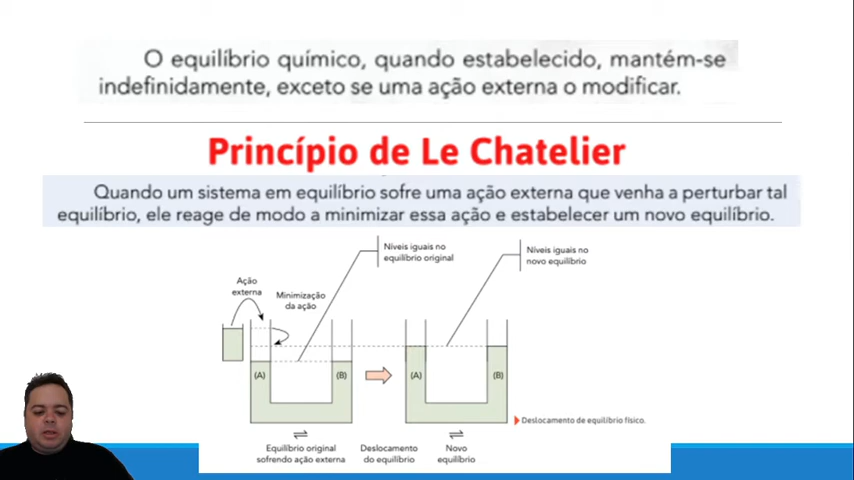 O equilíbrio químico, quando estabelecido, mantém-se
indefinidamente, exceto se uma ação externa o modificar.
Princípio de Le Chatelier
Quando um sistema em equilíbrio sofre uma ação externa que venha a perturbar tal
equilíbrio, ele reage de modo a minimizar essa ação e estabelecer um novo equilíbrio.
Níveis iguais no
equilíbrio original
Níveis iguais no
novo equilíbrio
Ação
externa
Minimização
da ação
(A)
(B)
(A)
(B)
Deslocamento de equilíbrio físico.
⇌
⇌
Equilíbrio original
sofrendo ação externa
Deslocamento
do equilíbrio
Novo
equilíbrio